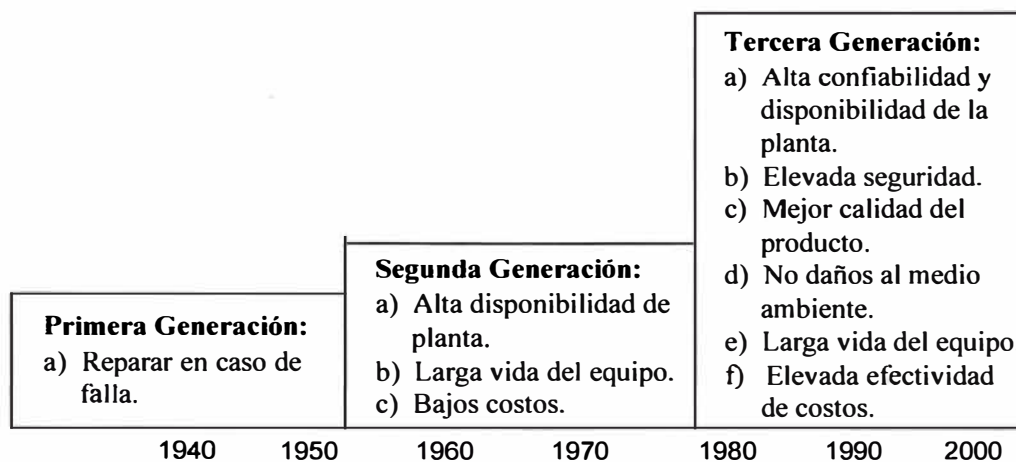 Tercera Generación:
a) Alta confiabilidad y
disponibilidad de la
planta.
b) Elevada seguridad.
c) Mejor calidad del
producto.
d) No daños al medio
ambiente.
e) Larga vida del equipo
f) Elevada efectividad
de costos.
Segunda Generación:
a) Alta disponibilidad de
planta.
b) Larga vida del equipo.
c) Bajos costos.
Primera Generación:
a) Reparar en caso de
falla.
1940 1950 1960 1970 1980 1990 2000